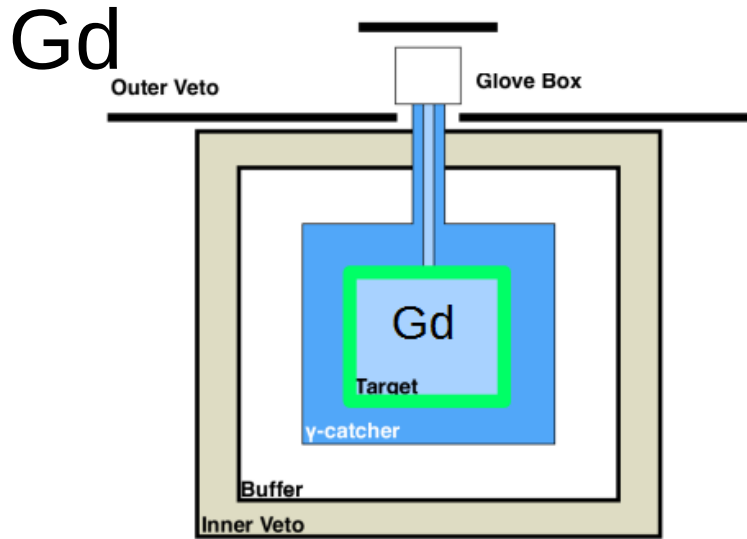 Gd
Outer Veto
Glove Box
Gd
Target
γ-catcher
Buffer
Inner Veto